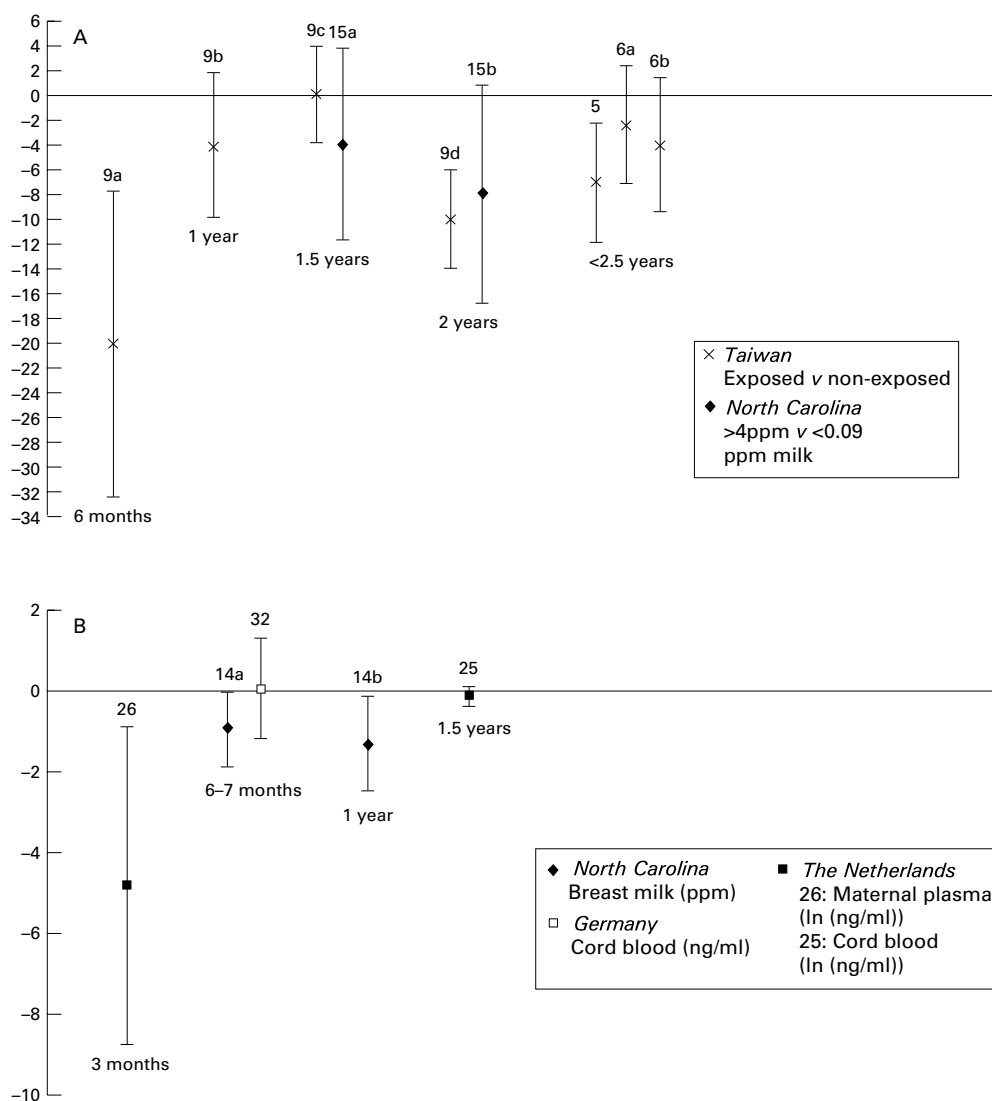 A
6
4
2
0
–2
–4
–6
–8
–10
–12
–14
–16
–18
–20
–22
–24
–26
–28
–30
–32
–34
9a
6 months
9b
1 year
9c 15a
1.5 years
9d
15b
2 years
5
6a
6b
<2.5 years
Taiwan
Exposed v non-exposed
North Carolina
>4ppm v <0.09
ppm milk
B
2
0
–2
–4
–6
–8
–10
26
3 months
14a
32
6–7 months
14b
1 year
25
1.5 years
North Carolina
Breast milk (ppm)
Germany
Cord blood (ng/ml)
The Netherlands
26: Maternal plasma
(ln (ng/ml))
25: Cord blood
(ln (ng/ml))